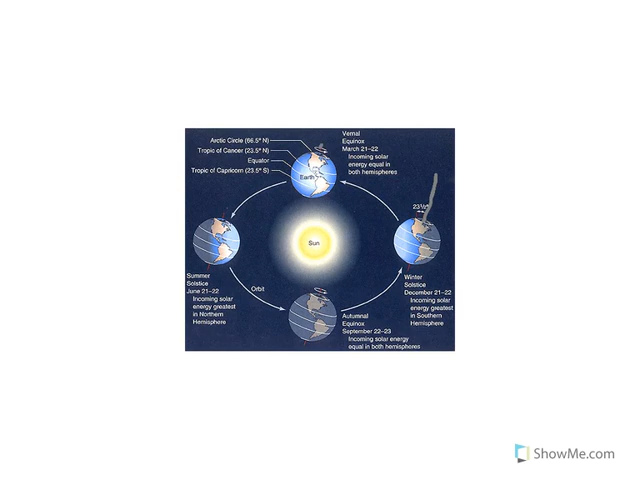 Vernal
Equinox
March 21–22
Incoming solar
energy equal in
both hemispheres
Arctic Circle (66.5° N)
Tropic of Cancer (23.5° N)
Equator
Tropic of Capricorn (23.5° S)
Earth
23½°
Sun
Summer
Solstice
June 21–22
Incoming solar
energy greatest
in Northern
Hemisphere
Orbit
Winter
Solstice
December 21–22
Incoming solar
energy greatest
in Southern
Hemisphere
Autumnal
Equinox
September 22–23
Incoming solar energy
equal in both hemispheres
ShowMe.com